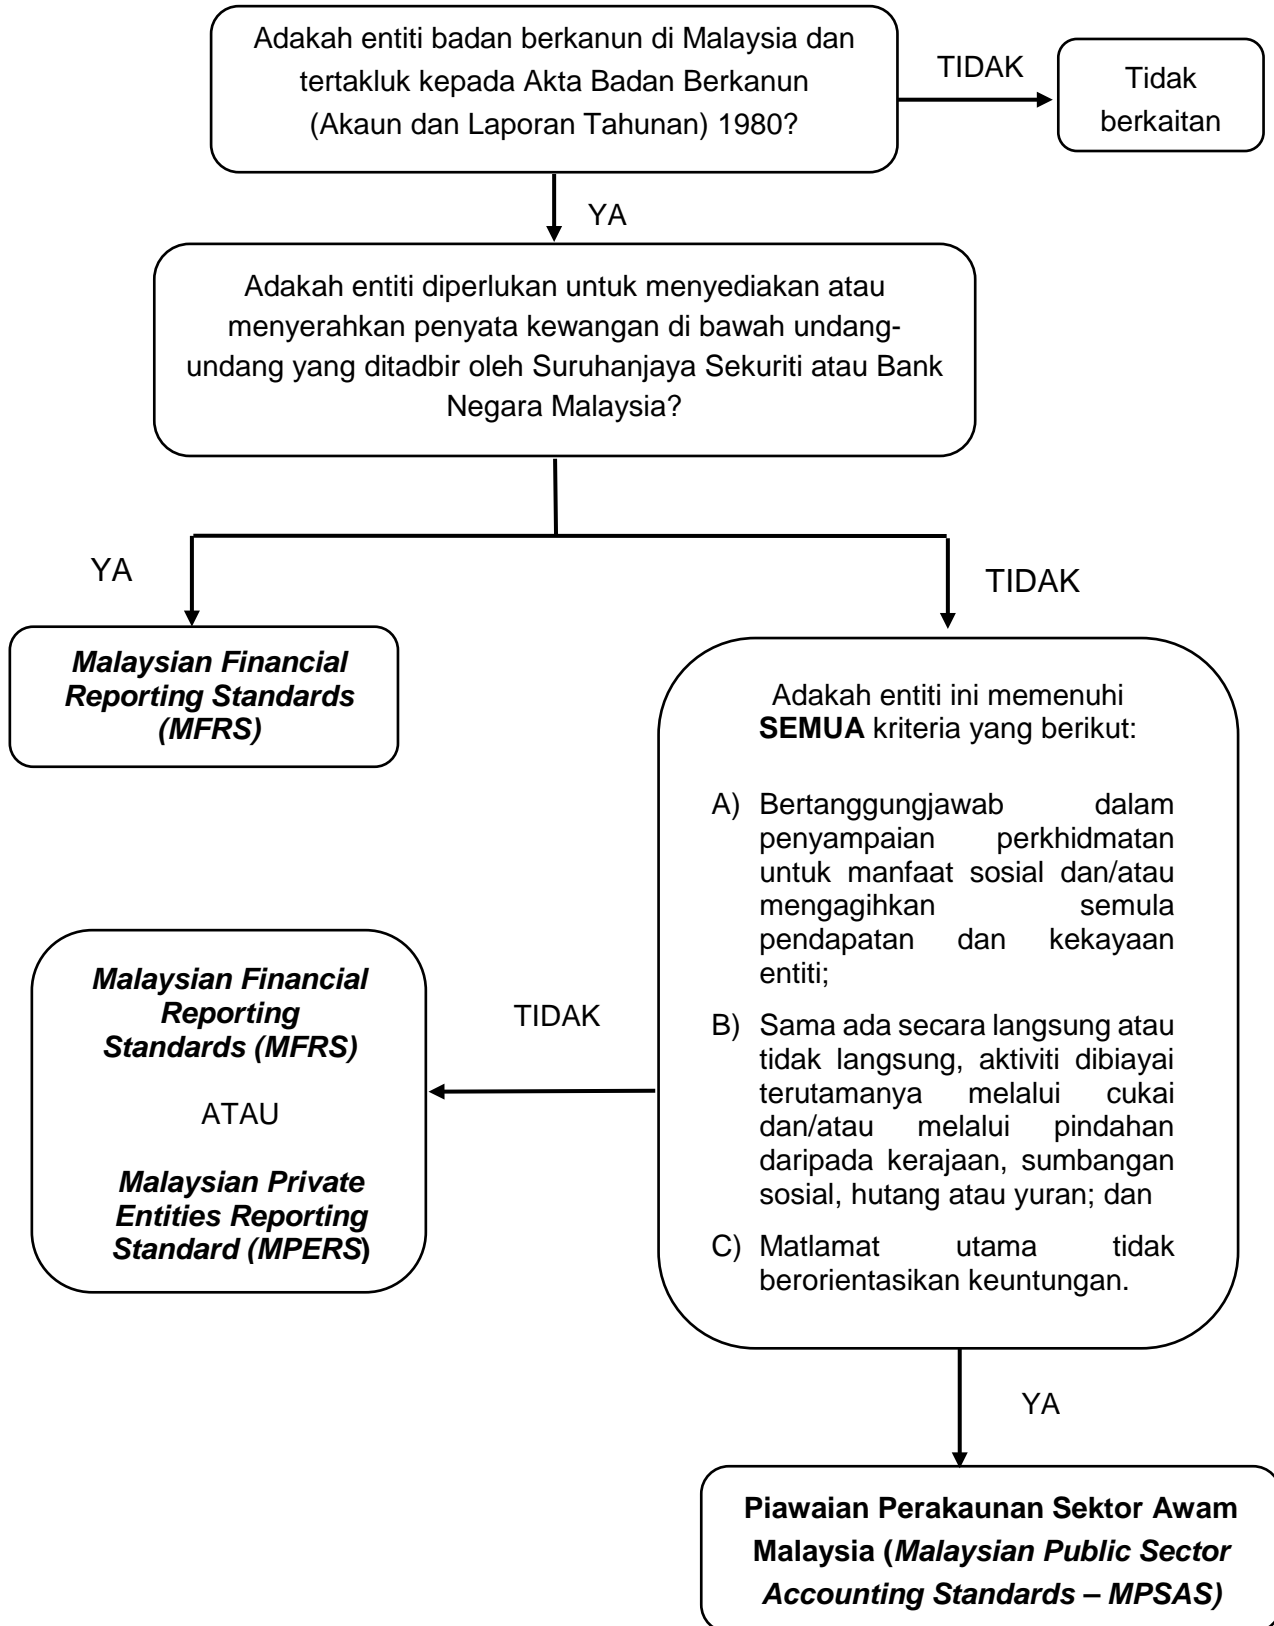 Adakah entiti badan berkanun di Malaysia dan
tertakluk kepada Akta Badan Berkanun
(Akaun dan Laporan Tahunan) 1980?
TIDAK
Tidak
berkaitan
YA
Adakah entiti diperlukan untuk menyediakan atau
menyerahkan penyata kewangan di bawah undang-
undang yang ditadbir oleh Suruhanjaya Sekuriti atau Bank
Negara Malaysia?
YA
TIDAK
Malaysian Financial
Reporting Standards
(MFRS)
Adakah entiti ini memenuhi
SEMUA kriteria yang berikut:
A) Bertanggungjawab dalam
penyampaian perkhidmatan
untuk manfaat sosial dan/atau
mengagihkan semula
pendapatan dan kekayaan
entiti;
B) Sama ada secara langsung atau
tidak langsung, aktiviti dibiayai
terutamanya melalui cukai
dan/atau melalui pindahan
daripada kerajaan, sumbangan
sosial, hutang atau yuran; dan
C) Matlamat utama tidak
berorientasikan keuntungan.
TIDAK
Malaysian Financial
Reporting
Standards (MFRS)
ATAU
Malaysian Private
Entities Reporting
Standard (MPERS)
YA
Piawaian Perakaunan Sektor Awam
Malaysia (Malaysian Public Sector
Accounting Standards – MPSAS)